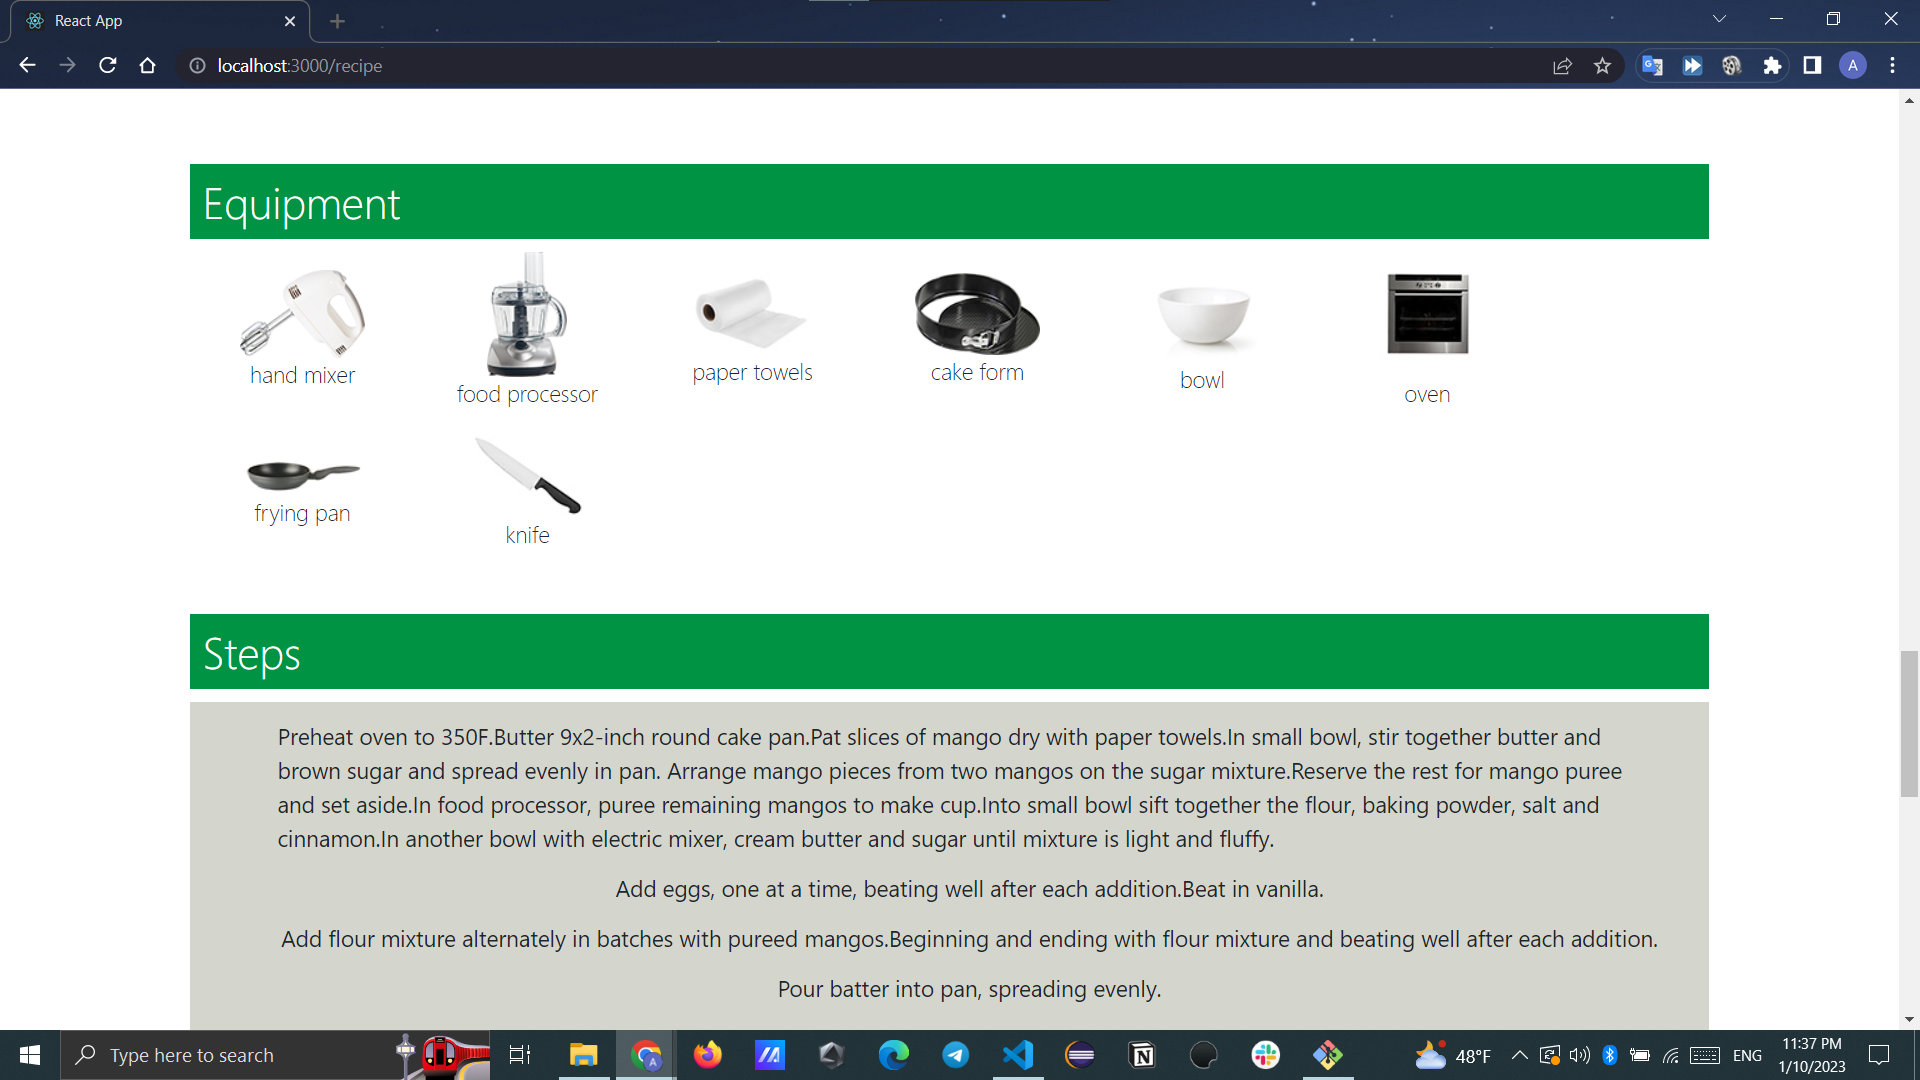 React App
localhost:3000/recipe
A
Equipment
hand mixer
food processor
paper towels
cake form
bowl
oven
frying pan
knife
Steps
Preheat oven to 350F.Butter 9x2-inch round cake pan.Pat slices of mango dry with paper towels.In small bowl, stir together butter and
brown sugar and spread evenly in pan. Arrange mango pieces from two mangos on the sugar mixture.Reserve the rest for mango puree
and set aside.In food processor, puree remaining mangos to make cup.Into small bowl sift together the flour, baking powder, salt and
cinnamon.In another bowl with electric mixer, cream butter and sugar until mixture is light and fluffy.
Add eggs, one at a time, beating well after each addition.Beat in vanilla.
Add flour mixture alternately in batches with pureed mangos.Beginning and ending with flour mixture and beating well after each addition.
Pour batter into pan, spreading evenly.
Type here to search
48°F
ENG
11:37 PM
1/10/2023